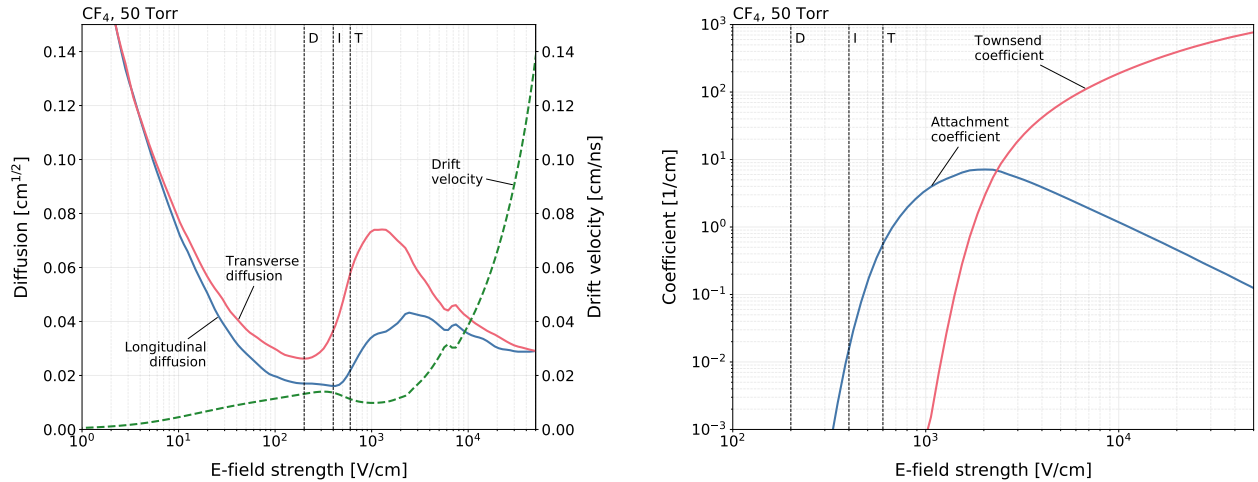 CF₄, 50 Torr
D I T
0.14
0.12
0.10
0.08
0.06
0.04
0.02
0.00
Diffusion [cm^{1/2}]
Transverse
diffusion
Longitudinal
diffusion
Drift
velocity
0.14
0.12
0.10
0.08
0.06
0.04
0.02
0.00
Drift velocity [cm/ns]
10⁰ 10¹ 10² 10³ 10⁴
E-field strength [V/cm]
CF₄, 50 Torr
D I T
10³
10²
10¹
10⁰
10⁻¹
10⁻²
10⁻³
Coefficient [1/cm]
Townsend
coefficient
Attachment
coefficient
10² 10³ 10⁴
E-field strength [V/cm]